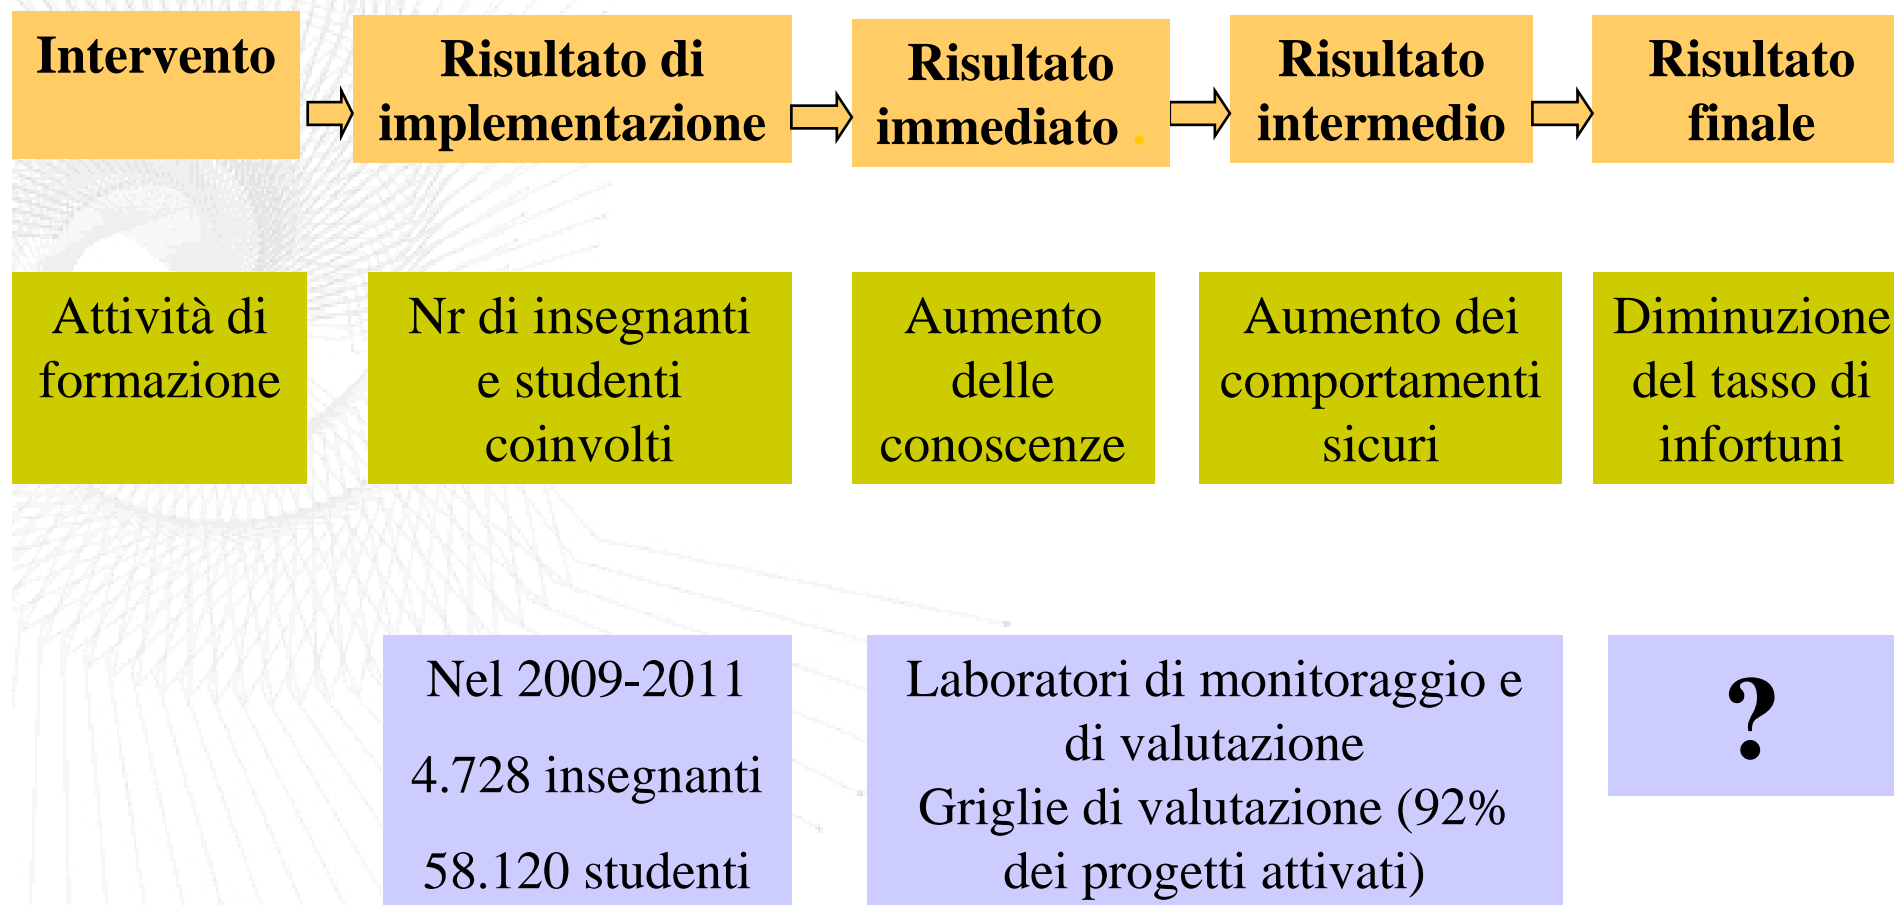 Intervento
Risultato di
implementazione
Risultato
immediato .
Risultato
intermedio
Risultato
finale
Attività di
formazione
Nr di insegnanti
e studenti
coinvolti
Aumento
delle
conoscenze
Aumento dei
comportamenti
sicuri
Diminuzione
del tasso di
infortuni
Nel 2009-2011
4.728 insegnanti
58.120 studenti
Laboratori di monitoraggio e
di valutazione
Griglie di valutazione (92%
dei progetti attivati)
?